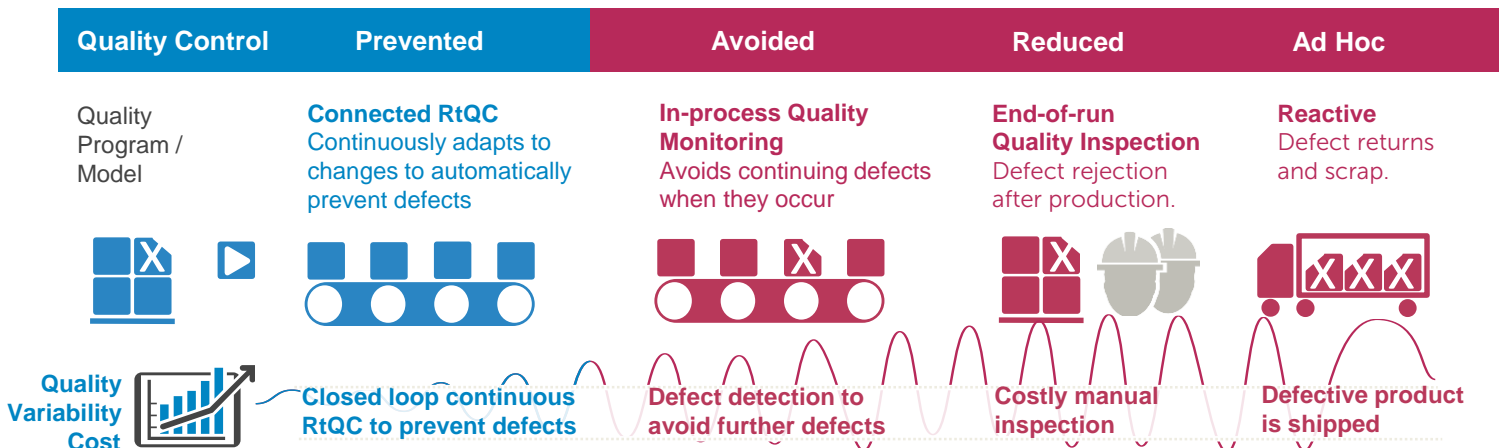 Quality Control Prevented Avoided Reduced Ad Hoc
Quality
Program /
Model
Connected RtQC
Continuously adapts to
changes to automatically
prevent defects
In-process Quality
Monitoring
Avoids continuing defects
when they occur
End-of-run
Quality Inspection
Defect rejection
after production.
Reactive
Defect returns
and scrap.
X
X
X
X X X
Quality
Variability
Cost
Closed loop continuous
RtQC to prevent defects
Defect detection to
avoid further defects
Costly manual
inspection
Defective product
is shipped